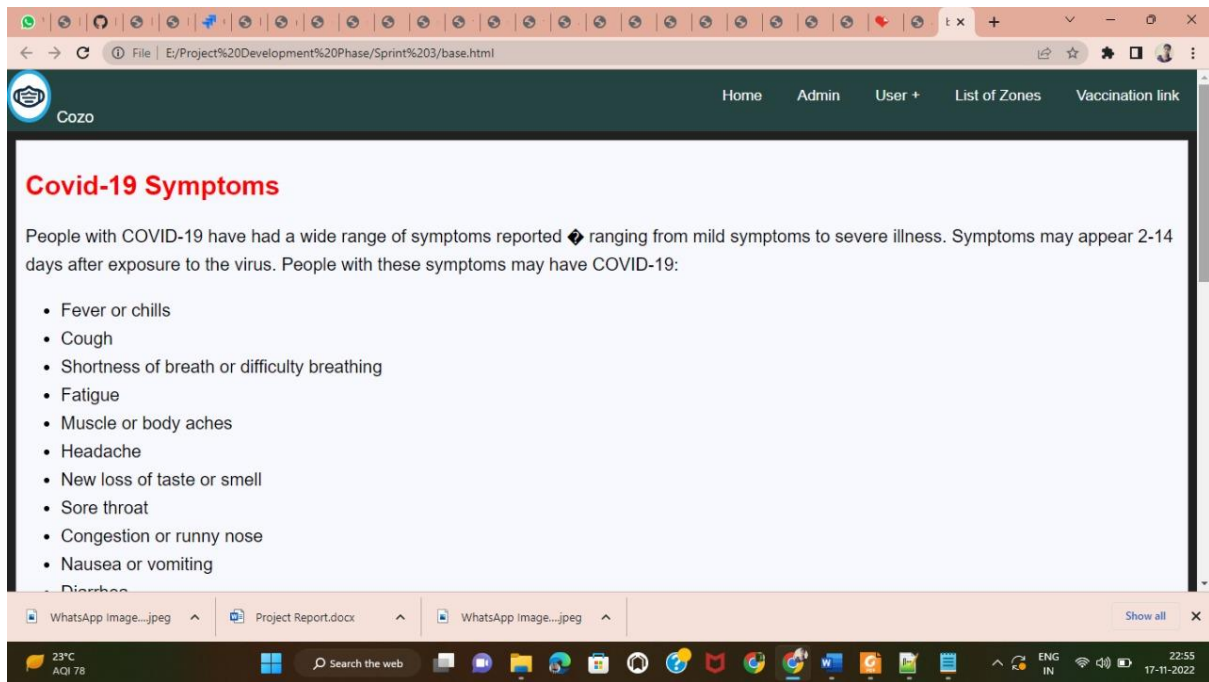 File | E:/Project%20Development%20Phase/Sprint%203/base.html
Home Admin User + List of Zones Vaccination link
Cozo
Covid-19 Symptoms
People with COVID-19 have had a wide range of symptoms reported � ranging from mild symptoms to severe illness. Symptoms may appear 2-14
days after exposure to the virus. People with these symptoms may have COVID-19:
• Fever or chills
• Cough
• Shortness of breath or difficulty breathing
• Fatigue
• Muscle or body aches
• Headache
• New loss of taste or smell
• Sore throat
• Congestion or runny nose
• Nausea or vomiting
• Diarrhea
WhatsApp Image....jpeg Project Report.docx WhatsApp Image....jpeg Show all
23°C
AQI 78
Search the web
ENG
IN
22:55
17-11-2022